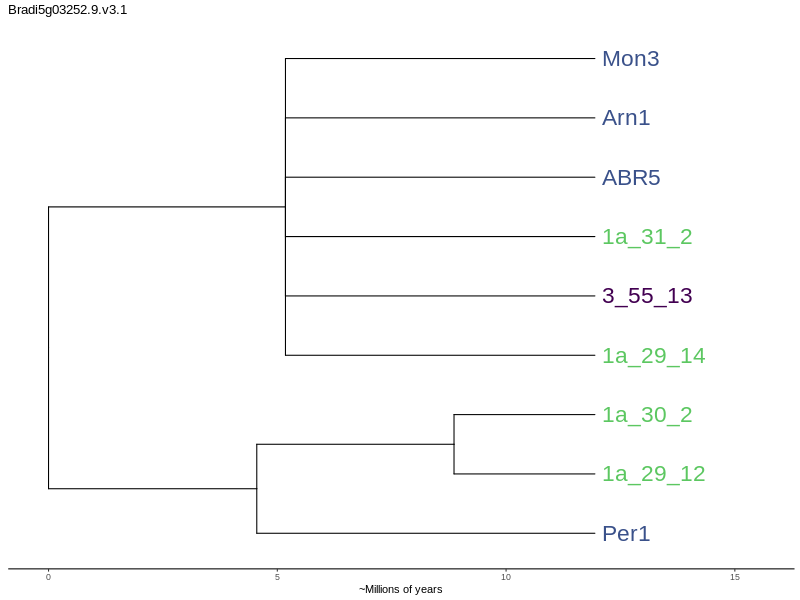 Bradi5g03252.9.v3.1
Mon3
Arn1
ABR5
1a_31_2
3_55_13
1a_29_14
1a_30_2
1a_29_12
Per1
0 5 10 15
~Millions of years